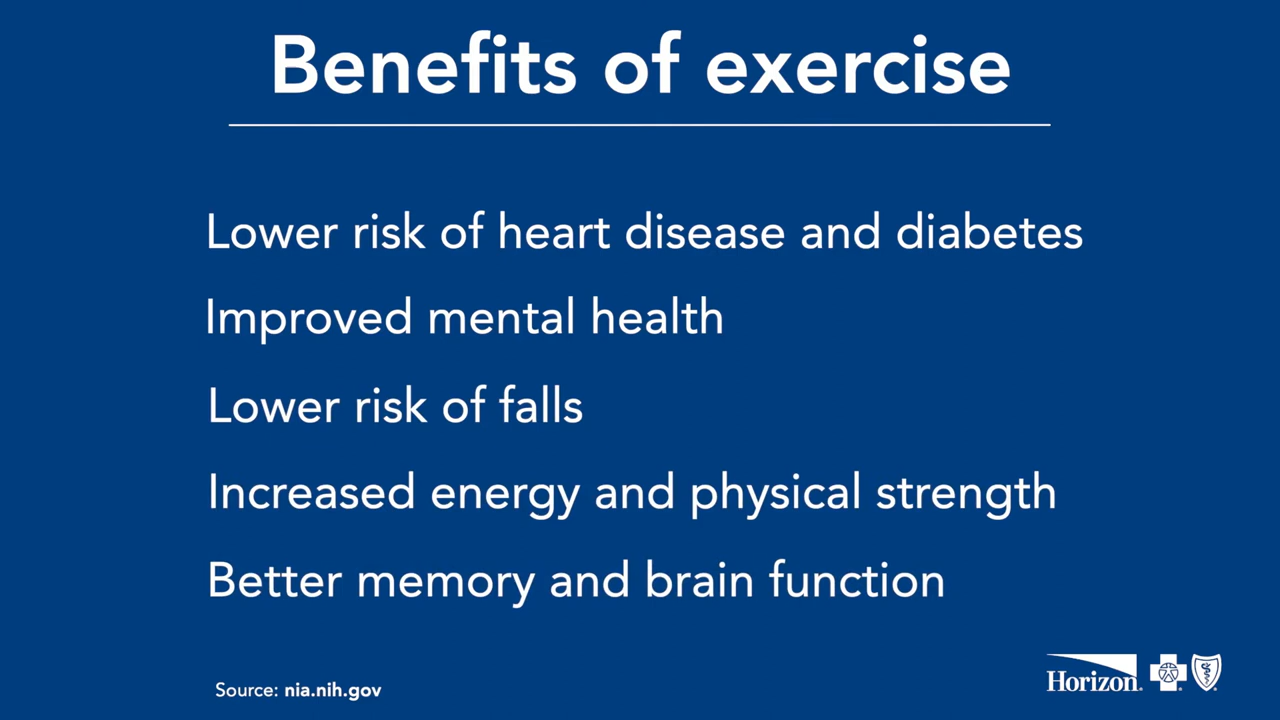 Benefits of exercise
Lower risk of heart disease and diabetes
Improved mental health
Lower risk of falls
Increased energy and physical strength
Better memory and brain function
Source: nia.nih.gov
Horizon